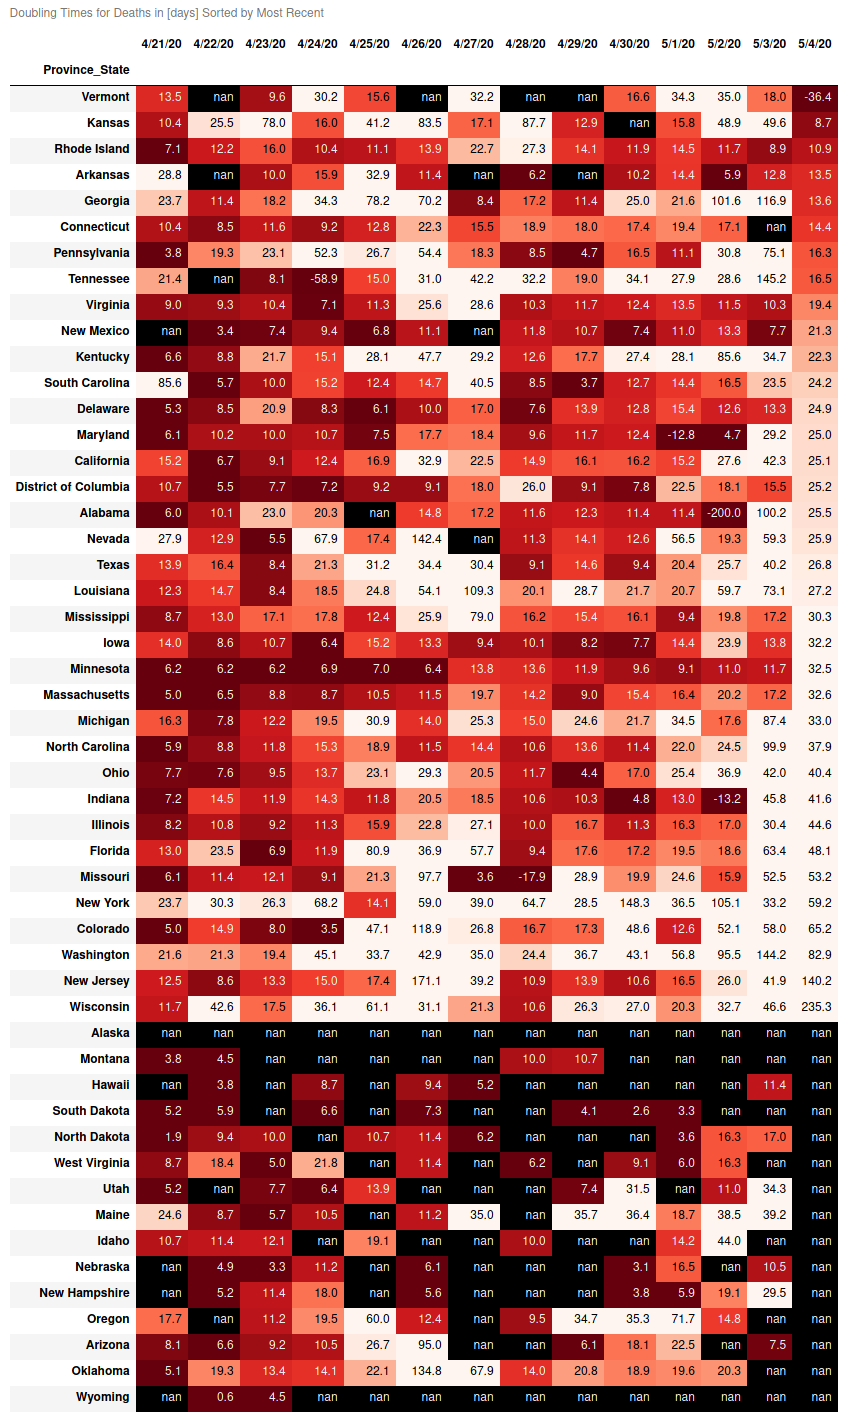 Doubling Times for Deaths in [days] Sorted by Most Recent
4/21/20 4/22/20 4/23/20 4/24/20 4/25/20 4/26/20 4/27/20 4/28/20 4/29/20 4/30/20 5/1/20 5/2/20 5/3/20 5/4/20
Province_State
Vermont 13.5 nan 9.6 30.2 15.6 nan 32.2 nan nan 16.6 34.3 35.0 18.0 -36.4
Kansas 10.4 25.5 78.0 16.0 41.2 83.5 17.1 87.7 12.9 nan 15.8 48.9 49.6 8.7
Rhode Island 7.1 12.2 16.0 10.4 11.1 13.9 22.7 27.3 14.1 11.9 14.5 11.7 8.9 10.9
Arkansas 28.8 nan 10.0 15.9 32.9 11.4 nan 6.2 nan 10.2 14.4 5.9 12.8 13.5
Georgia 23.7 11.4 18.2 34.3 78.2 70.2 8.4 17.2 11.4 25.0 21.6 101.6 116.9 13.6
Connecticut 10.4 8.5 11.6 9.2 12.8 22.3 15.5 18.9 18.0 17.4 19.4 17.1 nan 14.4
Pennsylvania 3.8 19.3 23.1 52.3 26.7 54.4 18.3 8.5 4.7 16.5 11.1 30.8 75.1 16.3
Tennessee 21.4 nan 8.1 -58.9 15.0 31.0 42.2 32.2 19.0 34.1 27.9 28.6 145.2 16.5
Virginia 9.0 9.3 10.4 7.1 11.3 25.6 28.6 10.3 11.7 12.4 13.5 11.5 10.3 19.4
New Mexico nan 3.4 7.4 9.4 6.8 11.1 nan 11.8 10.7 7.4 11.0 13.3 7.7 21.3
Kentucky 6.6 8.8 21.7 15.1 28.1 47.7 29.2 12.6 17.7 27.4 28.1 85.6 34.7 22.3
South Carolina 85.6 5.7 10.0 15.2 12.4 14.7 40.5 8.5 3.7 12.7 14.4 16.5 23.5 24.2
Delaware 5.3 8.5 20.9 8.3 6.1 10.0 17.0 7.6 13.9 12.8 15.4 12.6 13.3 24.9
Maryland 6.1 10.2 10.0 10.7 7.5 17.7 18.4 9.6 11.7 12.4 -12.8 4.7 29.2 25.0
California 15.2 6.7 9.1 12.4 16.9 32.9 22.5 14.9 16.1 16.2 15.2 27.6 42.3 25.1
District of Columbia 10.7 5.5 7.7 7.2 9.2 9.1 18.0 26.0 9.1 7.8 22.5 18.1 15.5 25.2
Alabama 6.0 10.1 23.0 20.3 nan 14.8 17.2 11.6 12.3 11.4 11.4 -200.0 100.2 25.5
Nevada 27.9 12.9 5.5 67.9 17.4 142.4 nan 11.3 14.1 12.6 56.5 19.3 59.3 25.9
Texas 13.9 16.4 8.4 21.3 31.2 34.4 30.4 9.1 14.6 9.4 20.4 25.7 40.2 26.8
Louisiana 12.3 14.7 8.4 18.5 24.8 54.1 109.3 20.1 28.7 21.7 20.7 59.7 73.1 27.2
Mississippi 8.7 13.0 17.1 17.8 12.4 25.9 79.0 16.2 15.4 16.1 9.4 19.8 17.2 30.3
Iowa 14.0 8.6 10.7 6.4 15.2 13.3 9.4 10.1 8.2 7.7 14.4 23.9 13.8 32.2
Minnesota 6.2 6.2 6.2 6.9 7.0 6.4 13.8 13.6 11.9 9.6 9.1 11.0 11.7 32.5
Massachusetts 5.0 6.5 8.8 8.7 10.5 11.5 19.7 14.2 9.0 15.4 16.4 20.2 17.2 32.6
Michigan 16.3 7.8 12.2 19.5 30.9 14.0 25.3 15.0 24.6 21.7 34.5 17.6 87.4 33.0
North Carolina 5.9 8.8 11.8 15.3 18.9 11.5 14.4 10.6 13.6 11.4 22.0 24.5 99.9 37.9
Ohio 7.7 7.6 9.5 13.7 23.1 29.3 20.5 11.7 4.4 17.0 25.4 36.9 42.0 40.4
Indiana 7.2 14.5 11.9 14.3 11.8 20.5 18.5 10.6 10.3 4.8 13.0 -13.2 45.8 41.6
Illinois 8.2 10.8 9.2 11.3 15.9 22.8 27.1 10.0 16.7 11.3 16.3 17.0 30.4 44.6
Florida 13.0 23.5 6.9 11.9 80.9 36.9 57.7 9.4 17.6 17.2 19.5 18.6 63.4 48.1
Missouri 6.1 11.4 12.1 9.1 21.3 97.7 3.6 -17.9 28.9 19.9 24.6 15.9 52.5 53.2
New York 23.7 30.3 26.3 68.2 14.1 59.0 39.0 64.7 28.5 148.3 36.5 105.1 33.2 59.2
Colorado 5.0 14.9 8.0 3.5 47.1 118.9 26.8 16.7 17.3 48.6 12.6 52.1 58.0 65.2
Washington 21.6 21.3 19.4 45.1 33.7 42.9 35.0 24.4 36.7 43.1 56.8 95.5 144.2 82.9
New Jersey 12.5 8.6 13.3 15.0 17.4 171.1 39.2 10.9 13.9 10.6 16.5 26.0 41.9 140.2
Wisconsin 11.7 42.6 17.5 36.1 61.1 31.1 21.3 10.6 26.3 27.0 20.3 32.7 46.6 235.3
Alaska nan nan nan nan nan nan nan nan nan nan nan nan nan nan
Montana 3.8 4.5 nan nan nan nan nan 10.0 10.7 nan nan nan nan nan
Hawaii nan 3.8 nan 8.7 nan 9.4 5.2 nan nan nan nan nan 11.4 nan
South Dakota 5.2 5.9 nan 6.6 nan 7.3 nan nan 4.1 2.6 3.3 nan nan nan
North Dakota 1.9 9.4 10.0 nan 10.7 11.4 6.2 nan nan nan 3.6 16.3 17.0 nan
West Virginia 8.7 18.4 5.0 21.8 nan 11.4 nan 6.2 nan 9.1 6.0 16.3 nan nan
Utah 5.2 nan 7.7 6.4 13.9 nan nan nan 7.4 31.5 nan 11.0 34.3 nan
Maine 24.6 8.7 5.7 10.5 nan 11.2 35.0 nan 35.7 36.4 18.7 38.5 39.2 nan
Idaho 10.7 11.4 12.1 nan 19.1 nan nan 10.0 nan nan 14.2 44.0 nan nan
Nebraska nan 4.9 3.3 11.2 nan 6.1 nan nan nan 3.1 16.5 nan 10.5 nan
New Hampshire nan 5.2 11.4 18.0 nan 5.6 nan nan nan 3.8 5.9 19.1 29.5 nan
Oregon 17.7 nan 11.2 19.5 60.0 12.4 nan 9.5 34.7 35.3 71.7 14.8 nan nan
Arizona 8.1 6.6 9.2 10.5 26.7 95.0 nan nan 6.1 18.1 22.5 nan 7.5 nan
Oklahoma 5.1 19.3 13.4 14.1 22.1 134.8 67.9 14.0 20.8 18.9 19.6 20.3 nan nan
Wyoming nan 0.6 4.5 nan nan nan nan nan nan nan nan nan nan nan